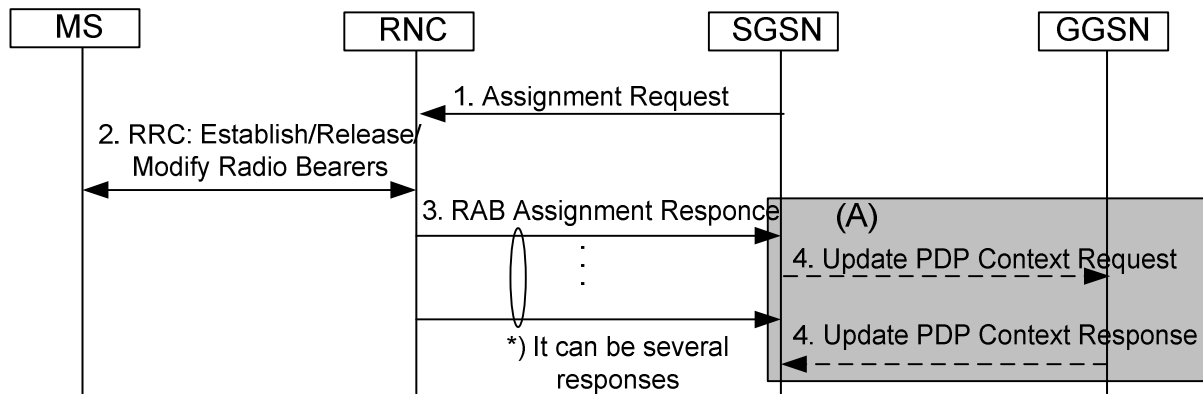 MS
RNC
SGSN
GGSN
1. Assignment Request
2. RRC: Establish/Release/
Modify Radio Bearers
3. RAB Assignment Responce
(A)
4. Update PDP Context Request
4. Update PDP Context Response
*) It can be several
responses